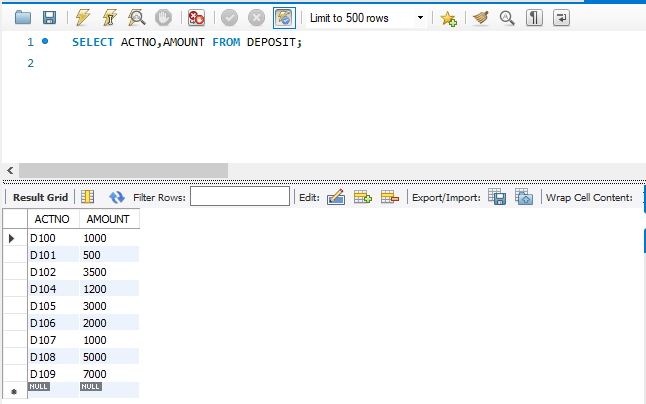 Limit to 500 rows
1 SELECT ACTNO,AMOUNT FROM DEPOSIT;
2
Result Grid Filter Rows: Edit: Export/Import: Wrap Cell Content:
ACTNO AMOUNT
D100 1000
D101 500
D102 3500
D104 1200
D105 3000
D106 2000
D107 1000
D108 5000
D109 7000
NULL NULL